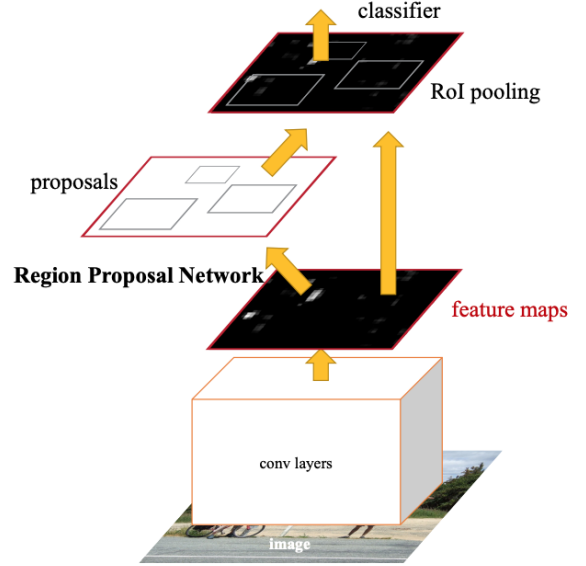 classifier
RoI pooling
proposals
Region Proposal Network
feature maps
conv layers
image